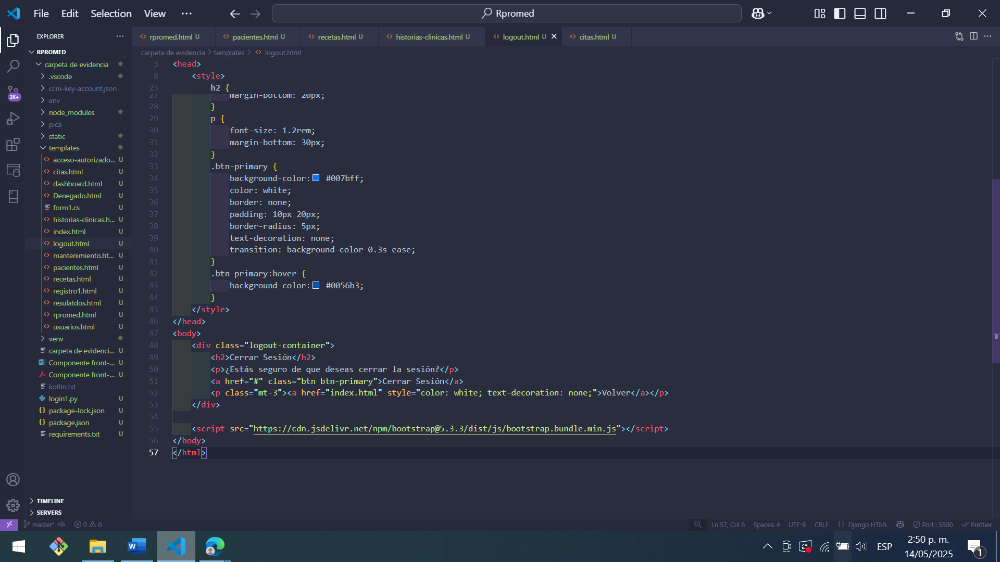 File Edit Selection View ···
Rpromed
EXPLORER
RPROMED
carpeta de evidencia
.vscode
ccm-key-account.json
env
node_modules
pica
static
templates
acceso-autorizado... U
citas.html U
dashboard.html U
Denegado.html U
form1.cs U
historias-clinicas.h... U
index.html U
logout.html U
mantenimiento.ht... U
pacientes.html U
recetas.html U
registro1.html U
resulatdos.html U
rpromed.html U
usuarios.html U
venv
carpeta de evidenci... U
Componente front-... U
Componente front-... U
kotlin.txt
login1.py U
package-lock.json U
package.json U
requirements.txt U
TIMELINE
SERVERS
2K+
rpromed.html U pacientes.html U recetas.html U historias-clinicas.html U logout.html U citas.html U
carpeta de evidencia > templates > logout.html
3 <head>
8 <style>
25 h2 {
27 margin-bottom: 20px;
28 }
29 p {
30 font-size: 1.2rem;
31 margin-bottom: 30px;
32 }
33 .btn-primary {
34 background-color: #007bff;
35 color: white;
36 border: none;
37 padding: 10px 20px;
38 border-radius: 5px;
39 text-decoration: none;
40 transition: background-color 0.3s ease;
41 }
42 .btn-primary:hover {
43 background-color: #0056b3;
44 }
45 </style>
46 </head>
47 <body>
48 <div class="logout-container">
49 <h2>Cerrar Sesión</h2>
50 <p>¿Estás seguro de que deseas cerrar la sesión?</p>
51 <a href="#" class="btn btn-primary">Cerrar Sesión</a>
52 <p class="mt-3"><a href="index.html" style="color: white; text-decoration: none;">Volver</a></p>
53 </div>
54
55 <script src="https://cdn.jsdelivr.net/npm/bootstrap@5.3.3/dist/js/bootstrap.bundle.min.js"></script>
56 </body>
57 </html>
master* 0 0 Ln 57, Col 8 Spaces: 4 UTF-8 CRLF {} Django HTML Port : 5500 Prettier
ESP
2:50 p. m.
14/05/2025
1